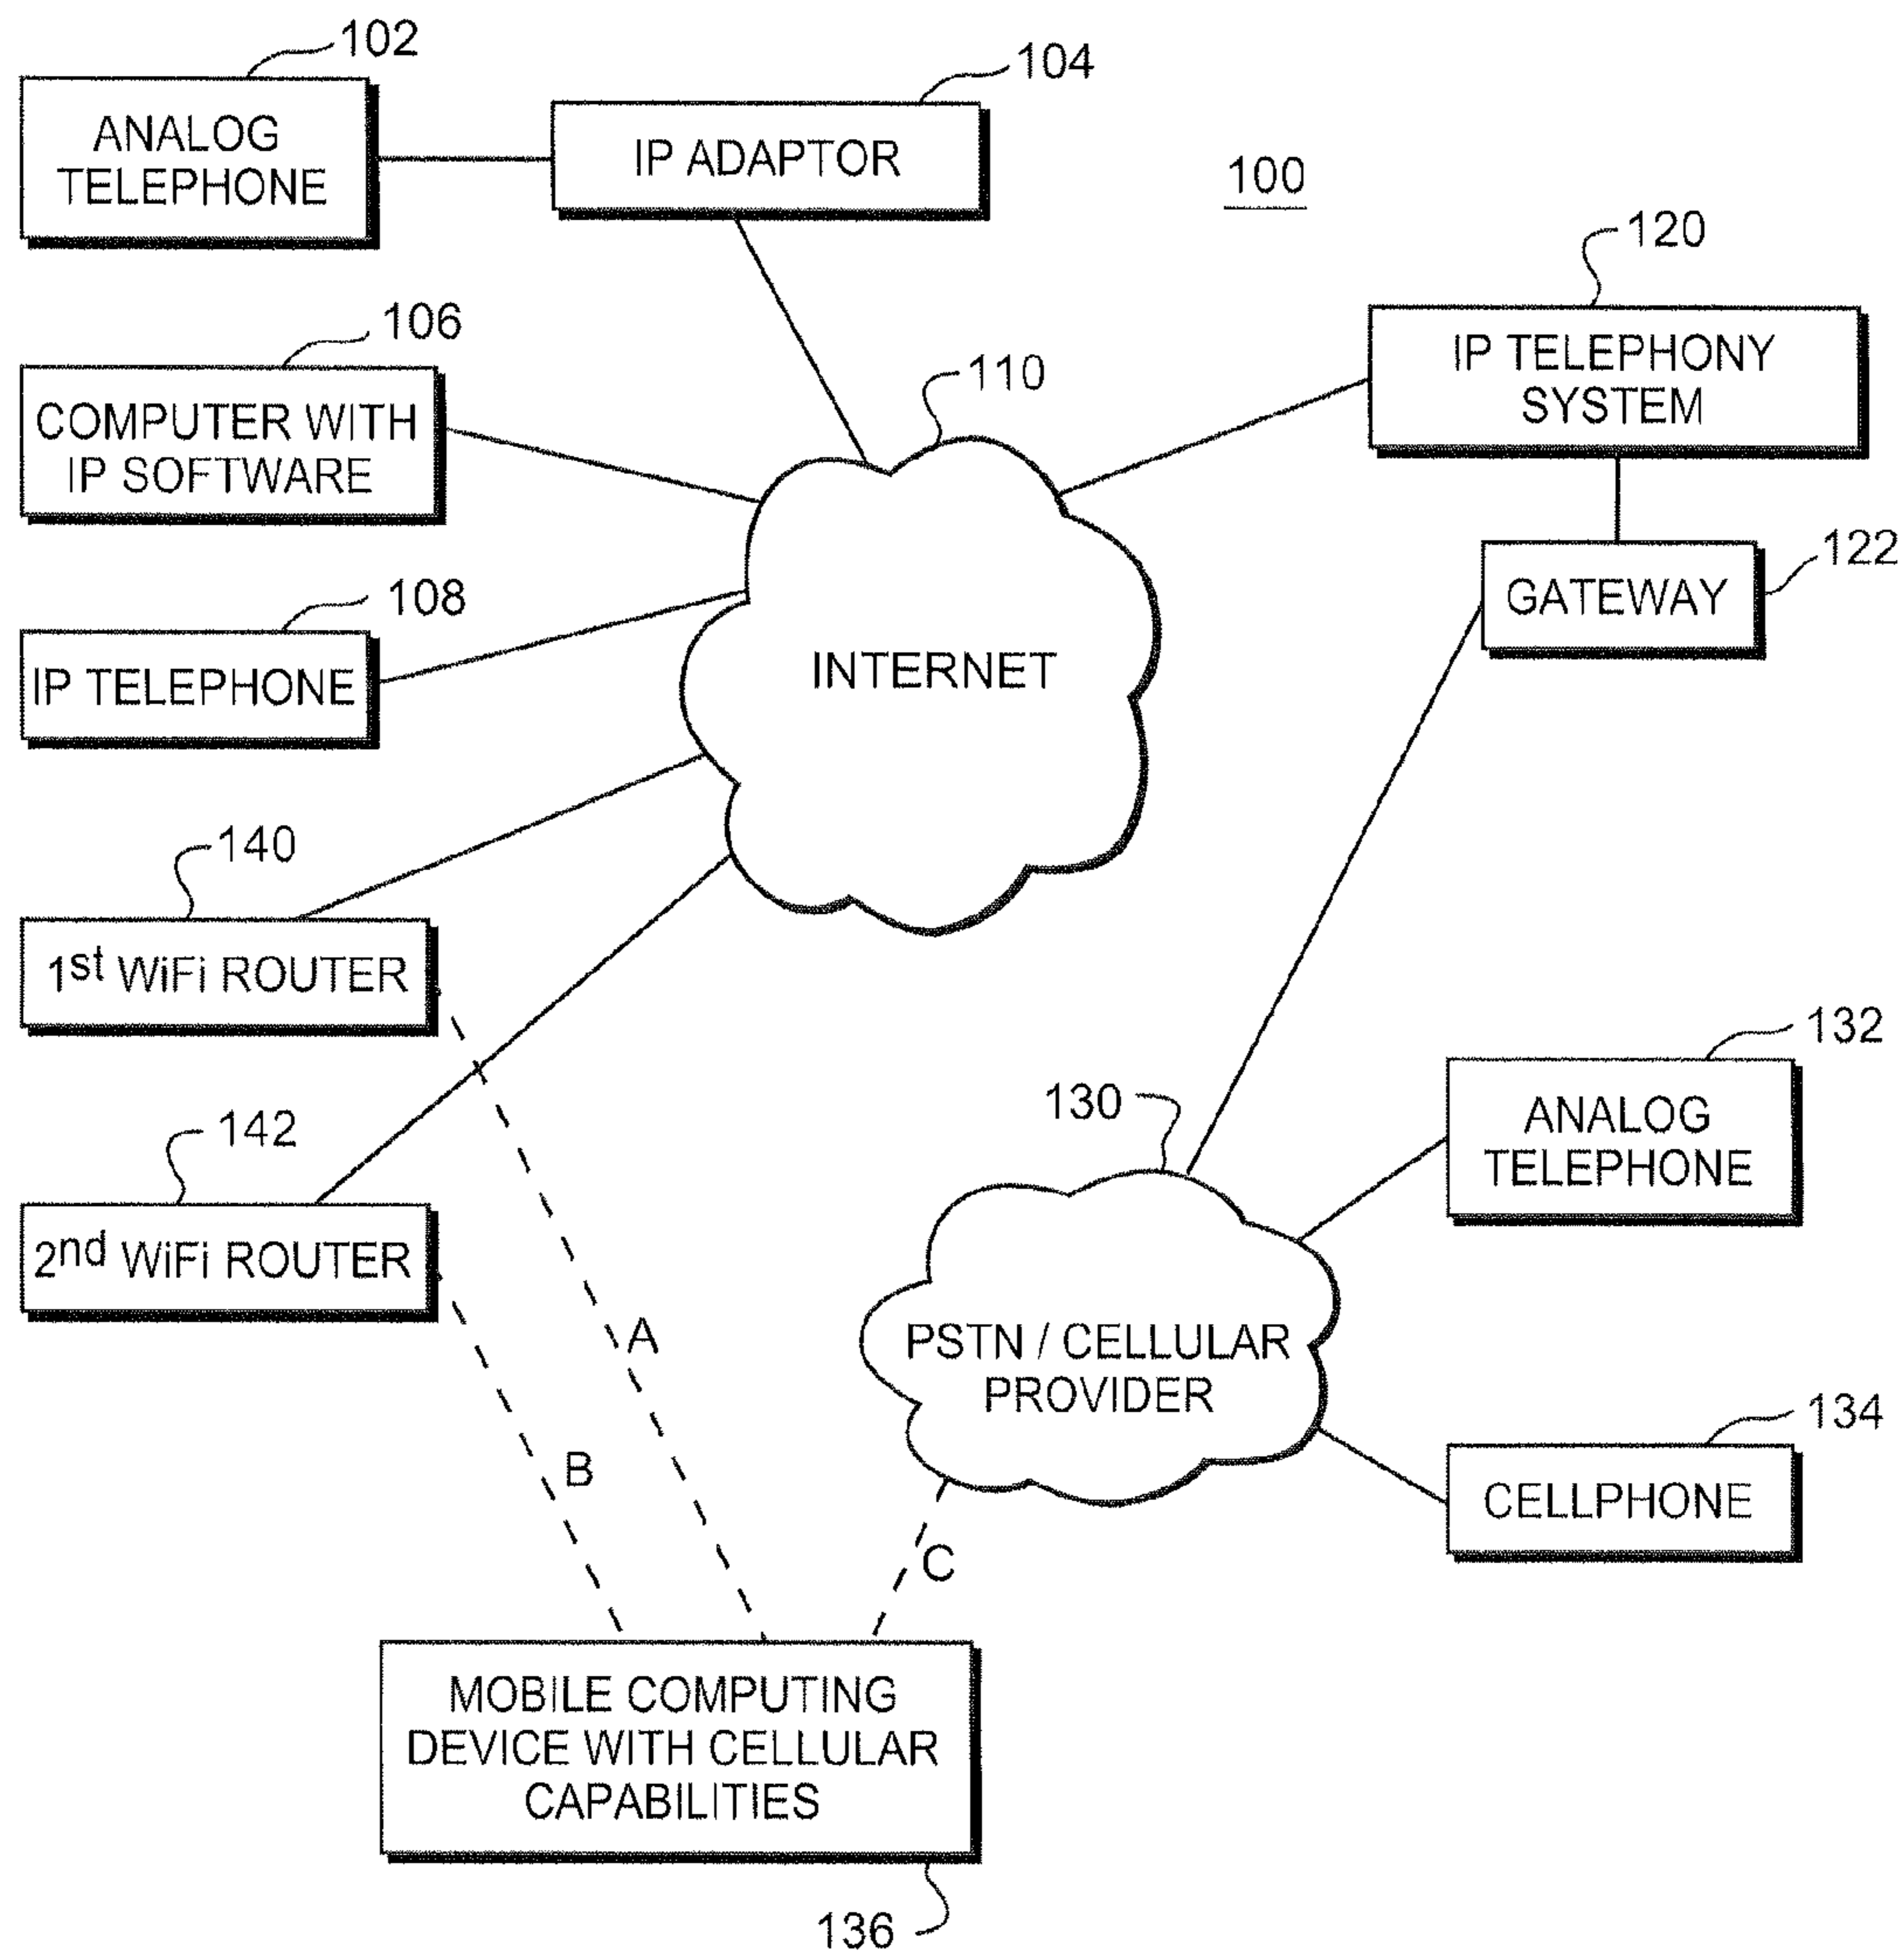 102
ANALOG
TELEPHONE
104
IP ADAPTOR
100
120
IP TELEPHONY
SYSTEM
106
COMPUTER WITH
IP SOFTWARE
110
INTERNET
122
GATEWAY
108
IP TELEPHONE
140
1st WiFi ROUTER
142
2nd WiFi ROUTER
A
B
C
130
PSTN / CELLULAR
PROVIDER
132
ANALOG
TELEPHONE
134
CELLPHONE
MOBILE COMPUTING
DEVICE WITH CELLULAR
CAPABILITIES
136